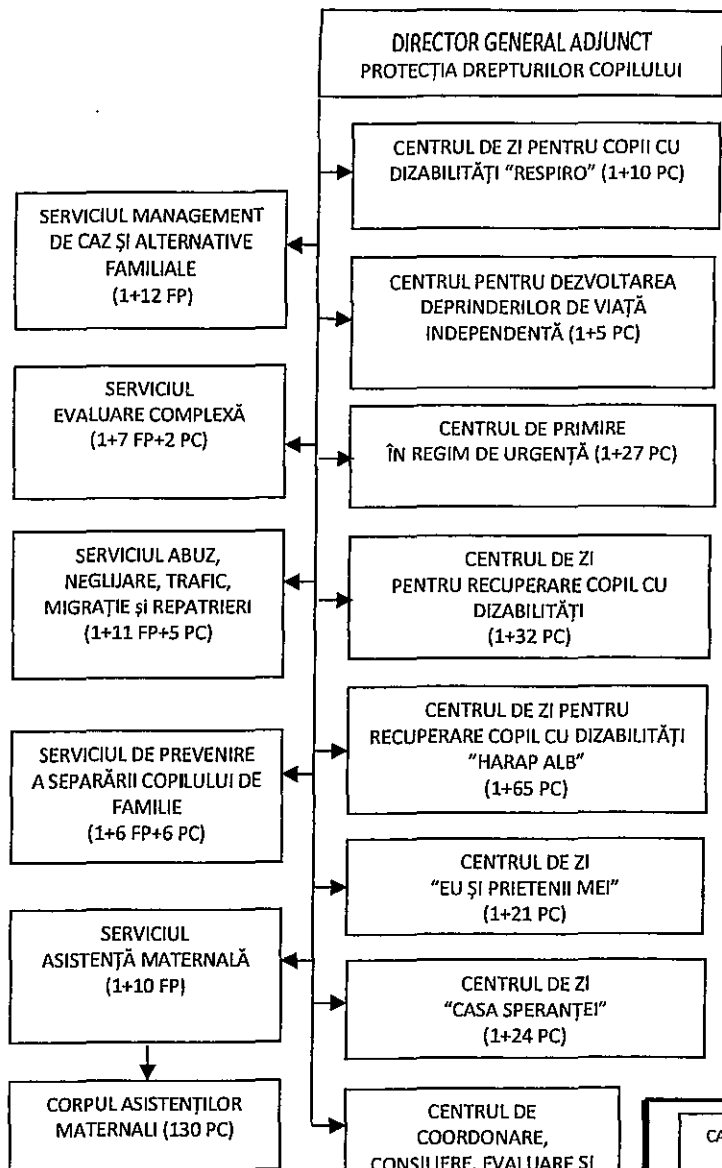 DIRECTOR GENERAL ADJUNCT
PROTECȚIA DREPTURILOR COPILULUI
SERVICIUL MANAGEMENT
DE CAZ ȘI ALTERNATIVE
FAMILIALE
(1+12 FP)
SERVICIUL
EVALUARE COMPLEXĂ
(1+7 FP+2 PC)
SERVICIUL ABUZ,
NEGLIJARE, TRAFIC,
MIGRAȚIE și REPATRIERI
(1+11 FP+5 PC)
SERVICIUL DE PREVENIRE
A SEPARĂRII COPILULUI DE
FAMILIE
(1+6 FP+6 PC)
SERVICIUL
ASISTENȚĂ MATERNALĂ
(1+10 FP)
CORPUL ASISTENȚILOR
MATERNALI (130 PC)
CENTRUL DE ZI PENTRU COPII CU
DIZABILITĂȚI "RESPIRO" (1+10 PC)
CENTRUL PENTRU DEZVOLTAREA
DEPRINDERILOR DE VIAȚĂ
INDEPENDENTĂ (1+5 PC)
CENTRUL DE PRIMIRE
ÎN REGIM DE URGENȚĂ (1+27 PC)
CENTRUL DE ZI
PENTRU RECUPERARE COPIL CU
DIZABILITĂȚI
(1+32 PC)
CENTRUL DE ZI PENTRU
RECUPERARE COPIL CU DIZABILITĂȚI
"HARAP ALB"
(1+65 PC)
CENTRUL DE ZI
"EU ȘI PRIETENII MEI"
(1+21 PC)
CENTRUL DE ZI
"CASA SPERANȚEI"
(1+24 PC)
CENTRUL DE
COORDONARE,
CONSILIERE, EVALUARE ȘI
CA